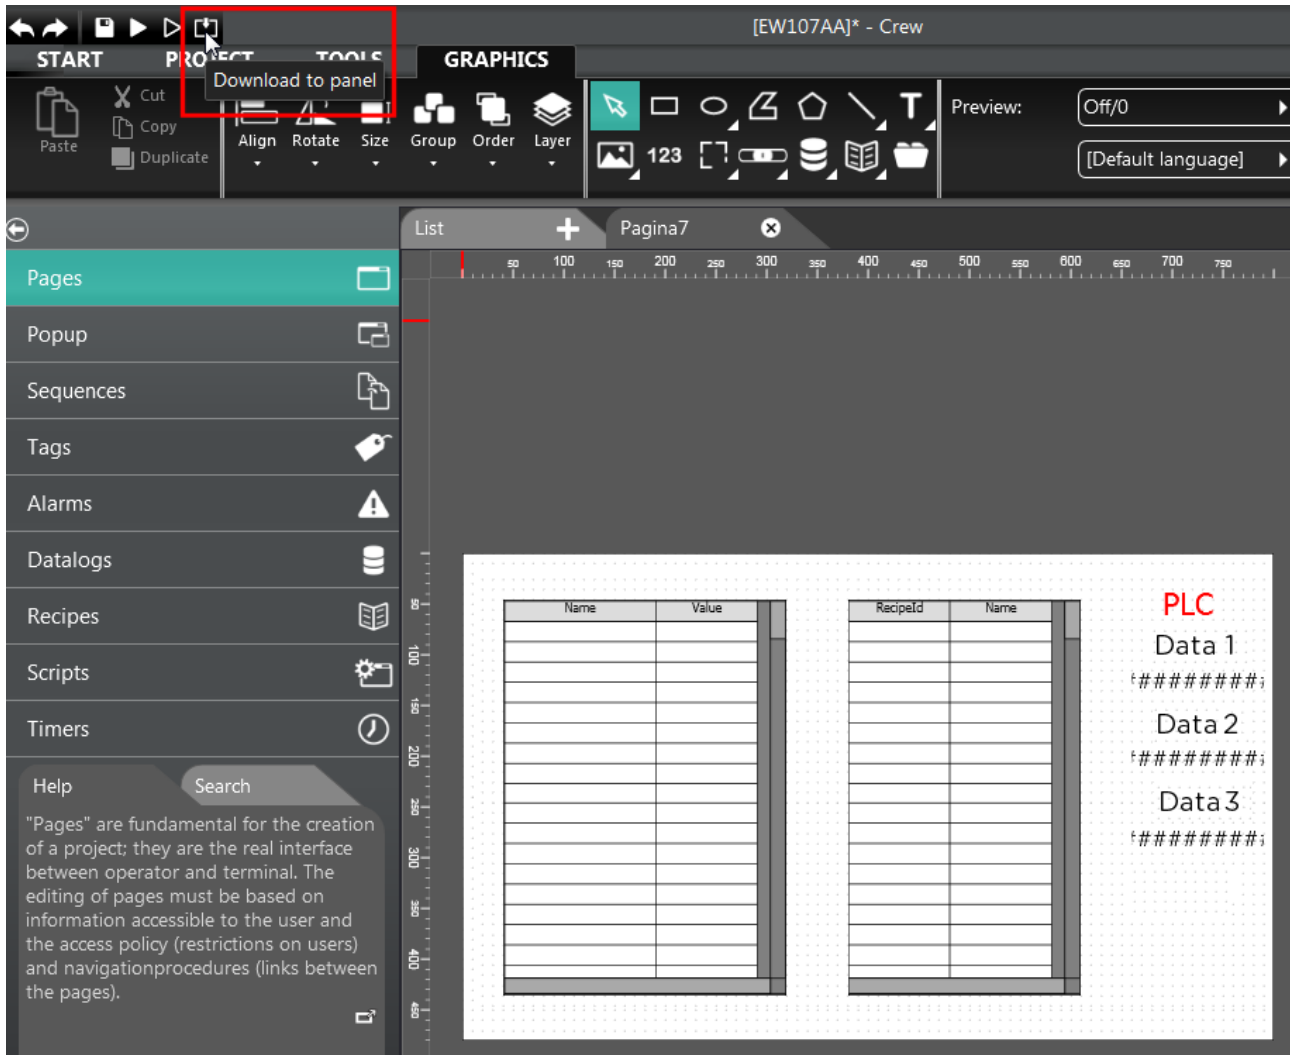 [EW107AA]* - Crew
START PROJECT TOOLS GRAPHICS
Download to panel
Paste
Cut
Copy
Duplicate
Align Rotate Size Group Order Layer
T
123
Preview:
Off/0
[Default language]
List
Pagina7
50 100 150 200 250 300 350 400 450 500 550 600 650 700 750
Pages
Popup
Sequences
Tags
Alarms
Datalogs
Recipes
Scripts
Timers
Help
Search
"Pages" are fundamental for the creation
of a project; they are the real interface
between operator and terminal. The
editing of pages must be based on
information accessible to the user and
the access policy (restrictions on users)
and navigationprocedures (links between
the pages).
50
100
150
200
250
300
350
400
450
Name Value
RecipeId Name
PLC
Data 1
########
Data 2
########
Data 3
########